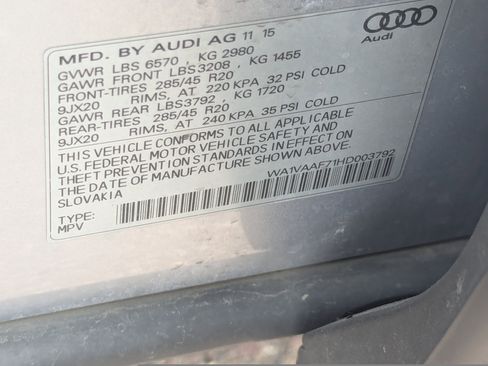 MFD. BY AUDI AG 11 15
GVWR LBS 6570 , KG 2980
GAWR FRONT LBS3208 , KG 1455
FRONT-TIRES 285/45 R20
9JX20 RIMS, AT 220 KPA 32 PSI COLD
GAWR REAR LBS3792 , KG 1720
REAR-TIRES 285/45 R20
9JX20 RIMS, AT 240 KPA 35 PSI COLD
THIS VEHICLE CONFORMS TO ALL APPLICABLE
U.S. FEDERAL MOTOR VEHICLE SAFETY AND
THEFT PREVENTION STANDARDS IN EFFECT ON
THE DATE OF MANUFACTURE SHOWN ABOVE.
SLOVAKIA
WA1VAAF71HD003792
TYPE:
MPV
Audi